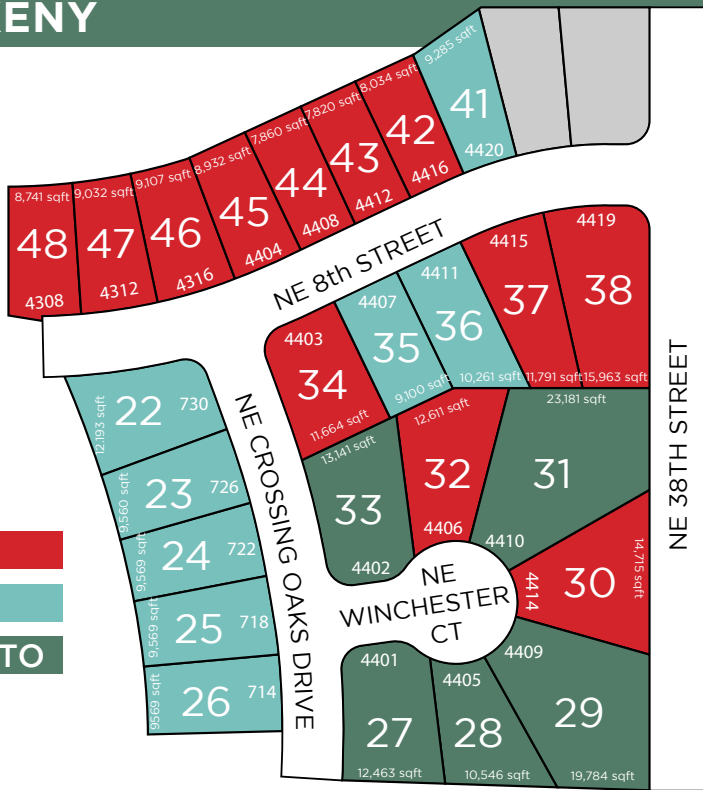 KENY
9,285 sqft
41
4420
8,034 sqft
42
4416
7,820 sqft
43
4412
7,860 sqft
44
4408
8,932 sqft
45
4404
9,107 sqft
46
4316
9,032 sqft
47
4312
8,741 sqft
48
4308
NE 8th STREET
4403
34
11,664 sqft
4407
35
9,100 sqft
4411
36
10,261 sqft
4415
37
11,791 sqft
4419
38
15,963 sqft
NE 38TH STREET
12,193 sqft
22
730
9,560 sqft
23
726
9,569 sqft
24
722
9,569 sqft
25
718
9569 sqft
26
714
NE CROSSING OAKS DRIVE
13,141 sqft
33
4402
12,611 sqft
32
4406
23,181 sqft
31
4410
14,715 sqft
30
4414
NE
WINCHESTER
CT
4401
27
12,463 sqft
4405
28
10,546 sqft
4409
29
19,784 sqft
TO